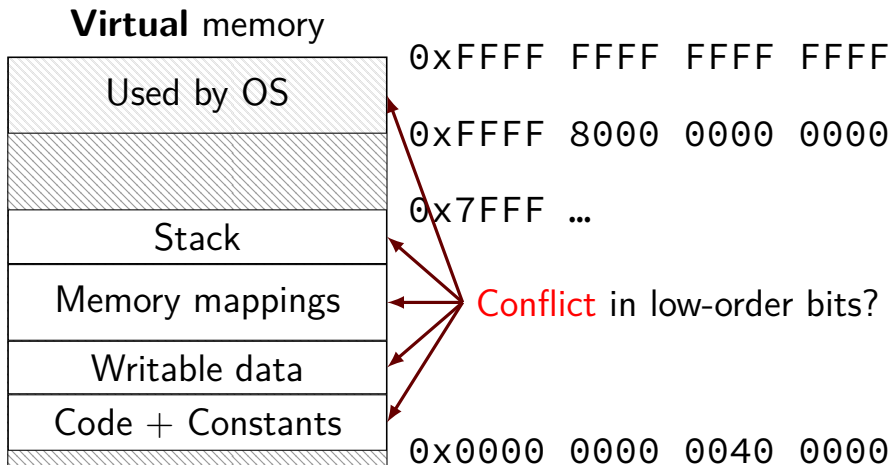 Virtual memory
0xFFFF FFFF FFFF FFFF
Used by OS
0xFFFF 8000 0000 0000
0x7FFF …
Stack
Memory mappings
Conflict in low-order bits?
Writable data
Code + Constants
0x0000 0000 0040 0000